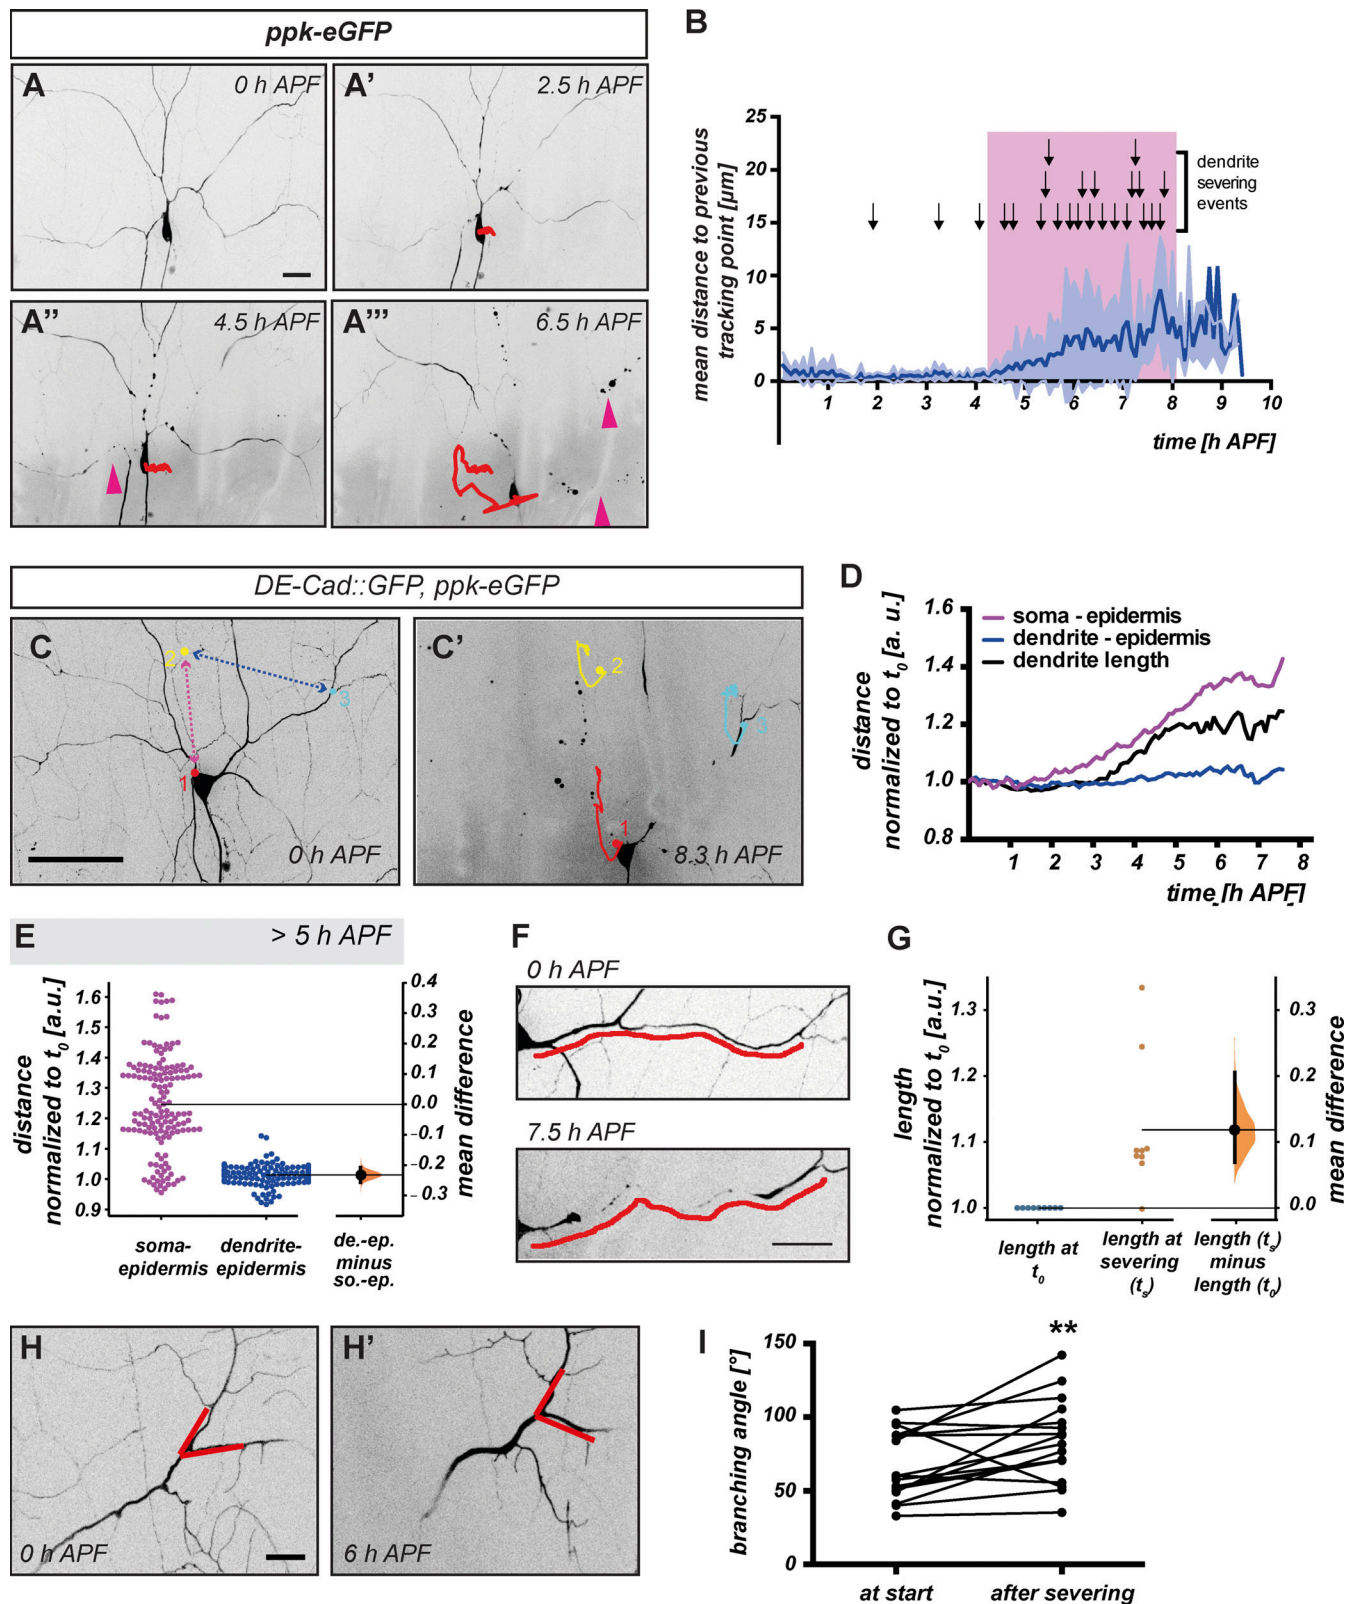 ppk-eGFP
A
0 h APF
A'
2.5 h APF
A''
4.5 h APF
A'''
6.5 h APF
B
mean distance to previous
tracking point [µm]
25
20
15
10
5
0
1
2
3
4
5
6
7
8
9
10
time [h APF]
dendrite
severing
events
DE-Cad::GFP, ppk-eGFP
C
2
3
1
0 h APF
C'
2
3
1
8.3 h APF
D
distance
normalized to t0 [a. u.]
1.6
1.4
1.2
1.0
0.8
soma - epidermis
dendrite - epidermis
dendrite length
1
2
3
4
5
6
7
8
time [h APF]
E
> 5 h APF
distance
normalized to t0 [a.u.]
1.6
1.5
1.4
1.3
1.2
1.1
1.0
0.9
0.4
0.3
0.2
0.1
0.0
−0.1
−0.2
−0.3
mean difference
soma-
epidermis
dendrite-
epidermis
de.-ep.
minus
so.-ep.
F
0 h APF
7.5 h APF
G
length
normalized to t0 [a.u.]
1.3
1.2
1.1
1.0
0.3
0.2
0.1
0.0
mean difference
length at
t0
length at
severing
(ts)
length (ts)
minus
length (t0)
H
0 h APF
H'
6 h APF
I
branching angle [°]
150
100
50
0
**
at start
after severing